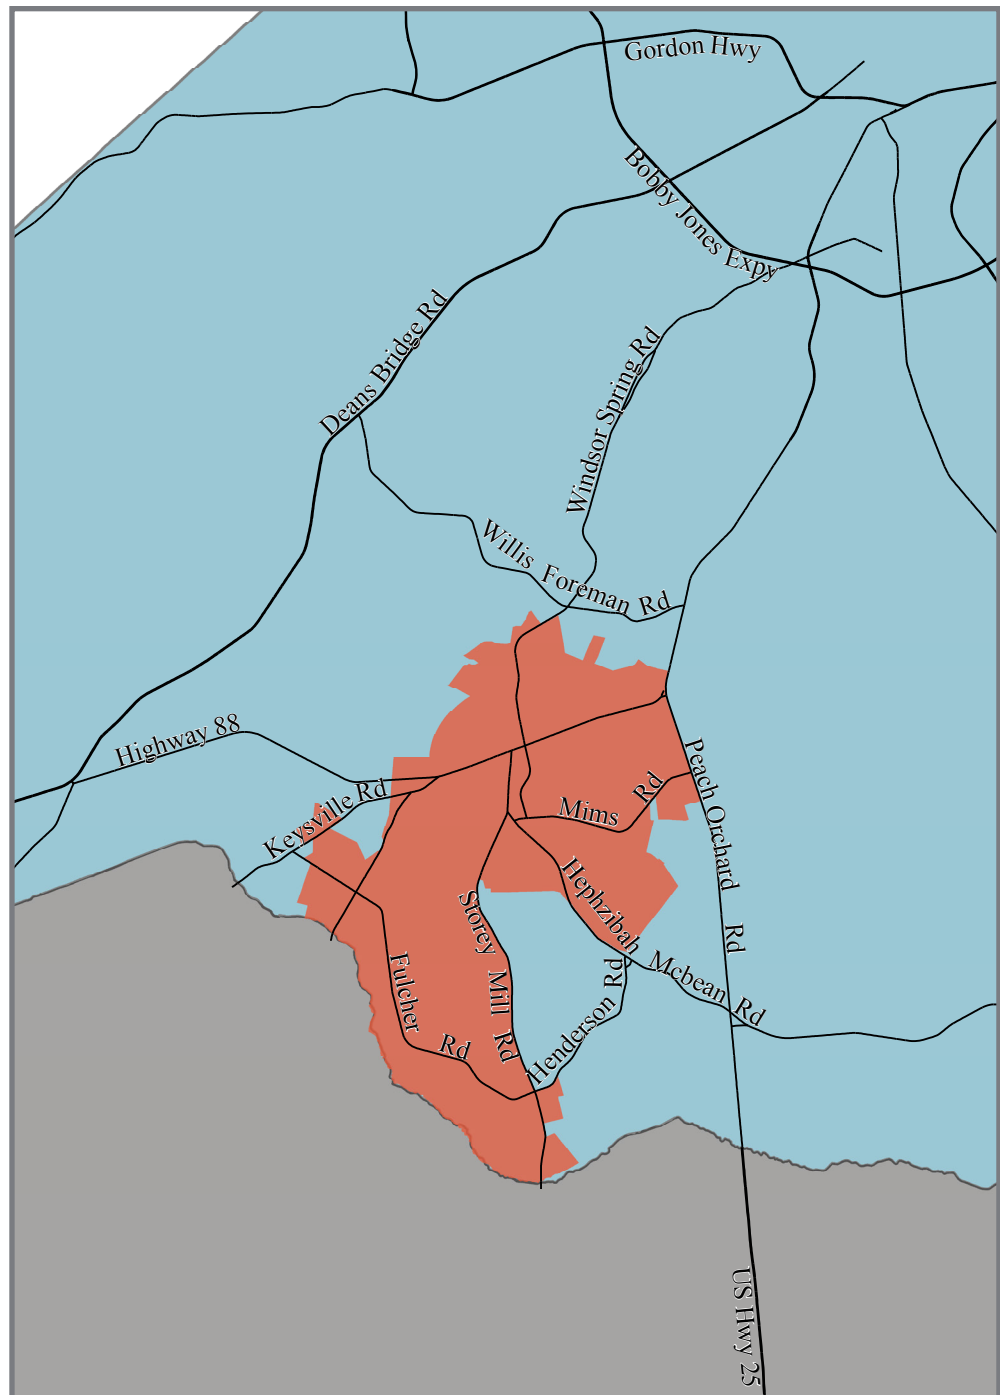 Gordon Hwy
Bobby Jones Expy
Deans Bridge Rd
Windsor Spring Rd
Willis Foreman Rd
Highway 88
Keysville Rd
Mims Rd
Peach Orchard Rd
Hephzibah Mcbean Rd
Storey Mill Rd
Fulcher Rd
Henderson Rd
US Hwy 25